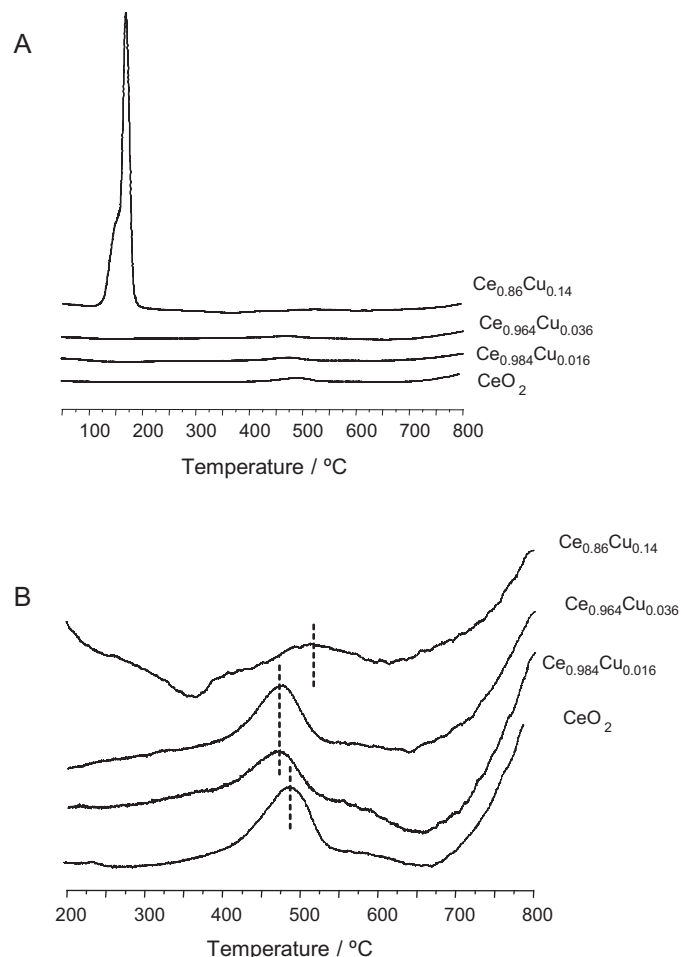 A
Ce0.86Cu0.14
Ce0.964Cu0.036
Ce0.984Cu0.016
CeO2
100 200 300 400 500 600 700 800
Temperature / ºC
B
Ce0.86Cu0.14
Ce0.964Cu0.036
Ce0.984Cu0.016
CeO2
200 300 400 500 600 700 800
Temperature / ºC